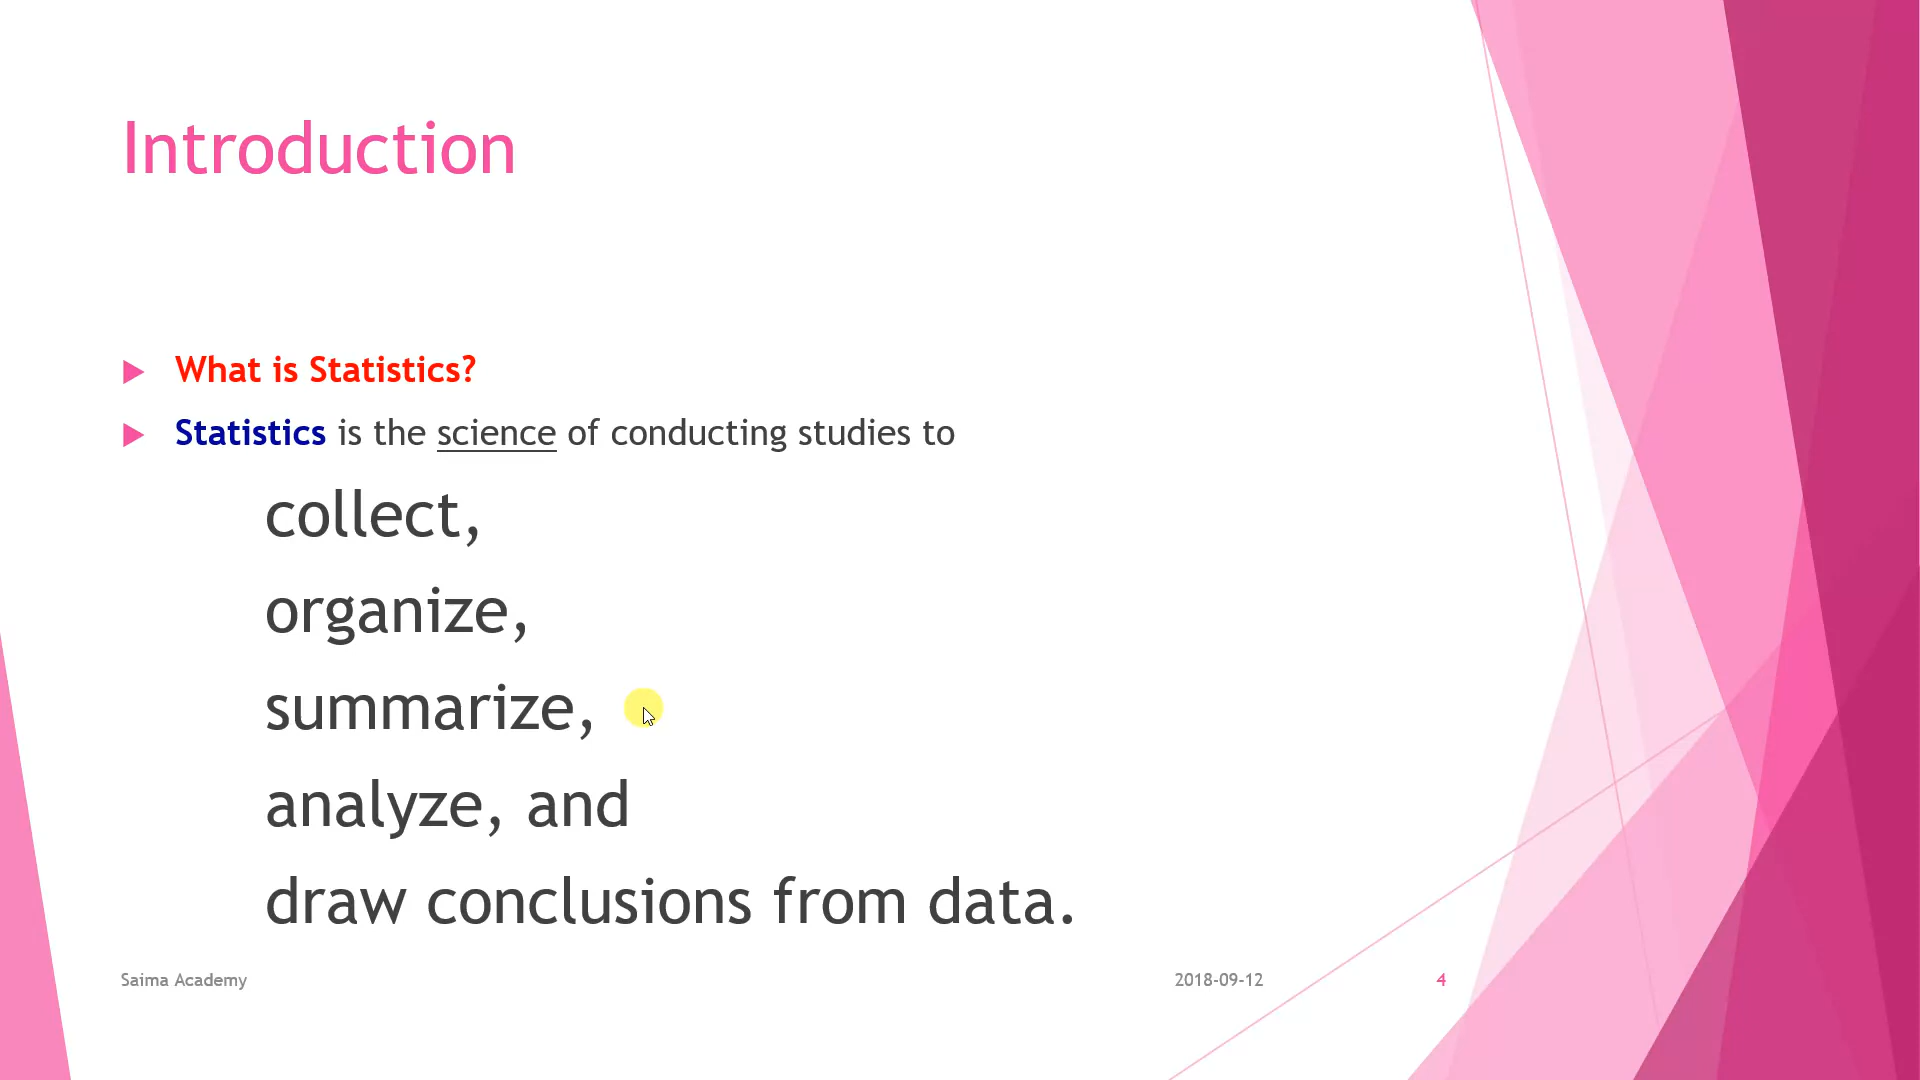 Introduction
What is Statistics?
Statistics is the science of conducting studies to
collect,
organize,
summarize,
analyze, and
draw conclusions from data.
Saima Academy
2018-09-12
4